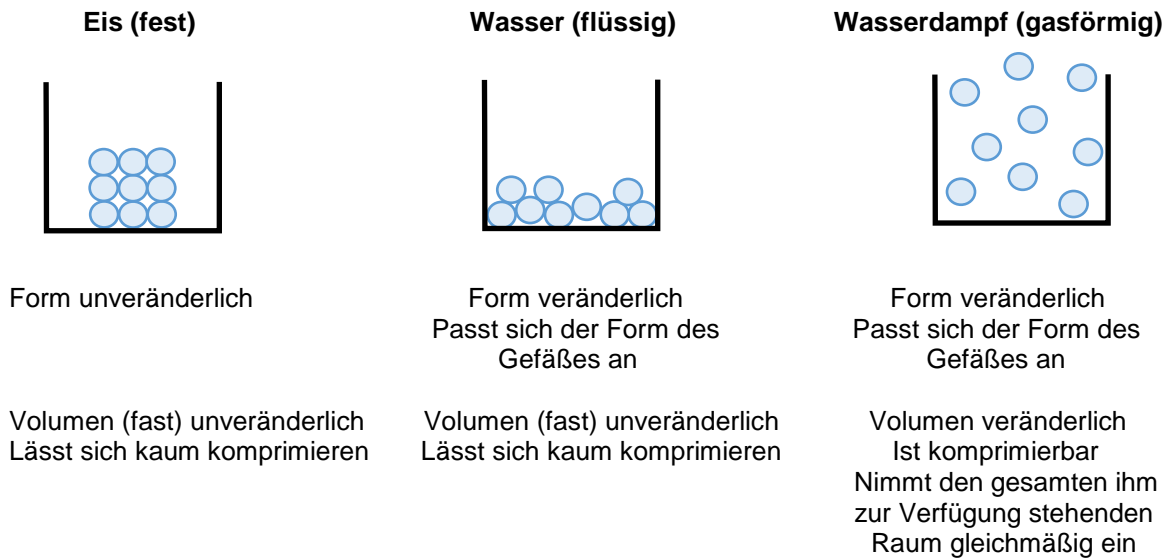 Eis (fest)
Wasser (flüssig)
Wasserdampf (gasförmig)
Form unveränderlich
Form veränderlich
Passt sich der Form des
Gefäßes an
Form veränderlich
Passt sich der Form des
Gefäßes an
Volumen (fast) unveränderlich
Lässt sich kaum komprimieren
Volumen (fast) unveränderlich
Lässt sich kaum komprimieren
Volumen veränderlich
Ist komprimierbar
Nimmt den gesamten ihm
zur Verfügung stehenden
Raum gleichmäßig ein